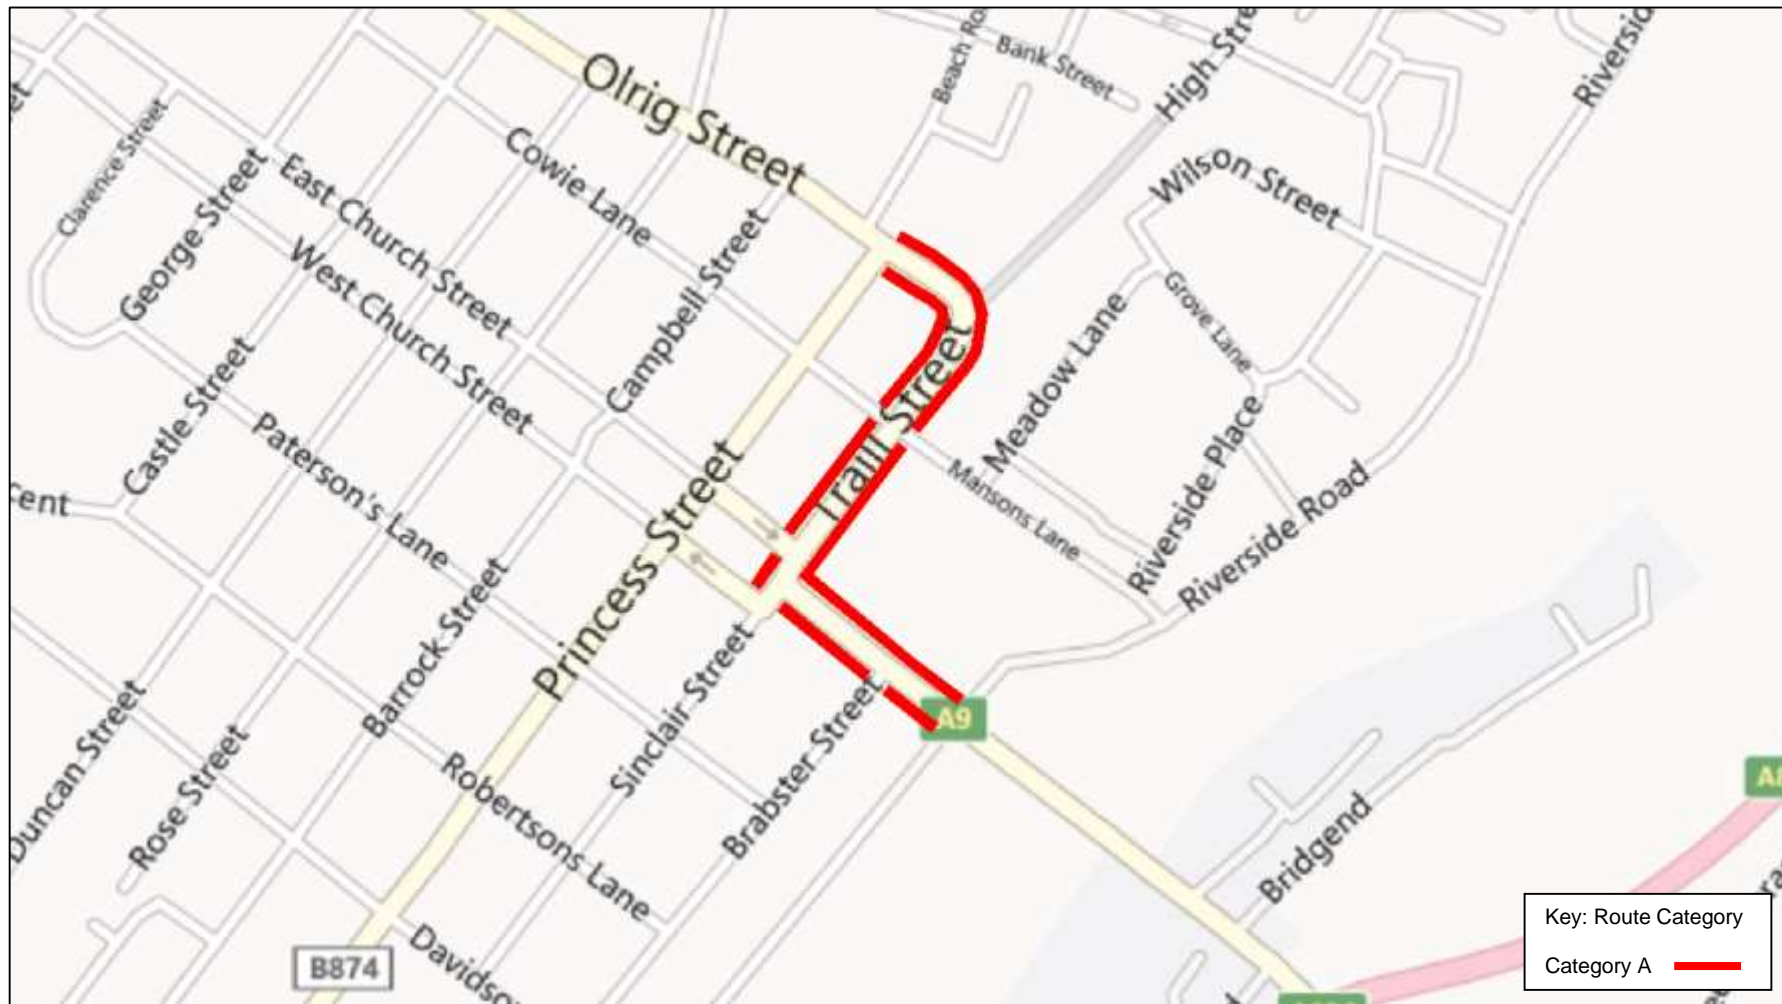 Olrig Street
Beach Ro
Bank Street
High Stre
Riversid
Clarence Street
George Street
East Church Street
Cowie Lane
West Church Street
Campbell Street
Wilson Street
Grove Lane
Meadow Lane
Castle Street
Traill Street
Princess Street
Paterson's Lane
cent
Mansons Lane
Riverside Place
Riverside Road
Barrock Street
Sinclair Street
Brabster Street
A9
Duncan Street
Rose Street
Robertsons Lane
Bridgend
Davidso
B874
Key: Route Category
Category A